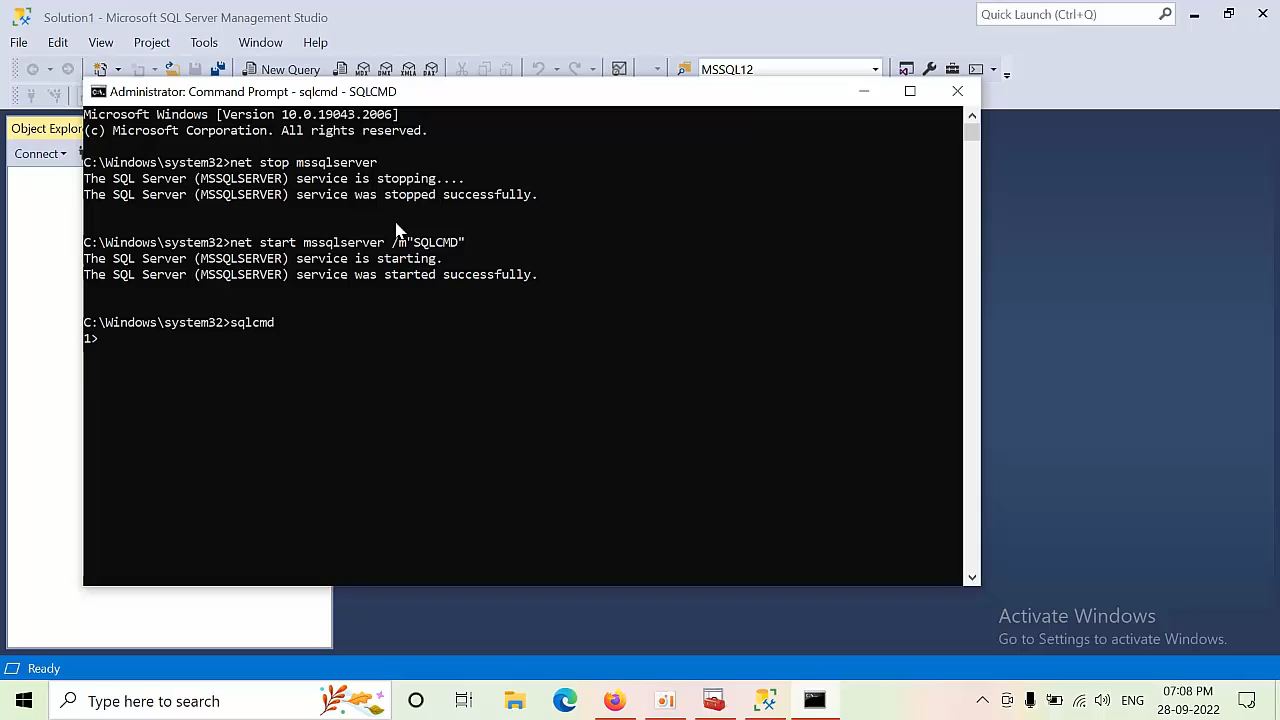 Solution1 - Microsoft SQL Server Management Studio
Quick Launch (Ctrl+Q)
File Edit View Project Tools Window Help
New Query
MDX DMX XMLA DAX
MSSQL12
Administrator: Command Prompt - sqlcmd - SQLCMD
Object Explor
Connect
Microsoft Windows [Version 10.0.19043.2006]
(c) Microsoft Corporation. All rights reserved.
C:\Windows\system32>net stop mssqlserver
The SQL Server (MSSQLSERVER) service is stopping....
The SQL Server (MSSQLSERVER) service was stopped successfully.
C:\Windows\system32>net start mssqlserver /m"SQLCMD"
The SQL Server (MSSQLSERVER) service is starting.
The SQL Server (MSSQLSERVER) service was started successfully.
C:\Windows\system32>sqlcmd
1>
Activate Windows
Go to Settings to activate Windows.
Ready
Type here to search
ENG
07:08 PM
28-09-2022